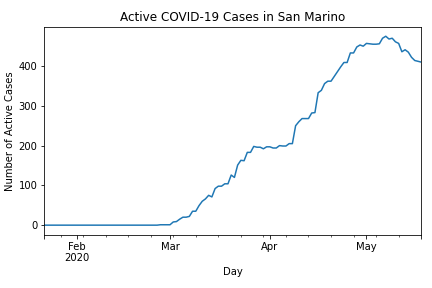 Active COVID-19 Cases in San Marino
Number of Active Cases
400
300
200
100
0
Feb
2020
Mar
Apr
May
Day